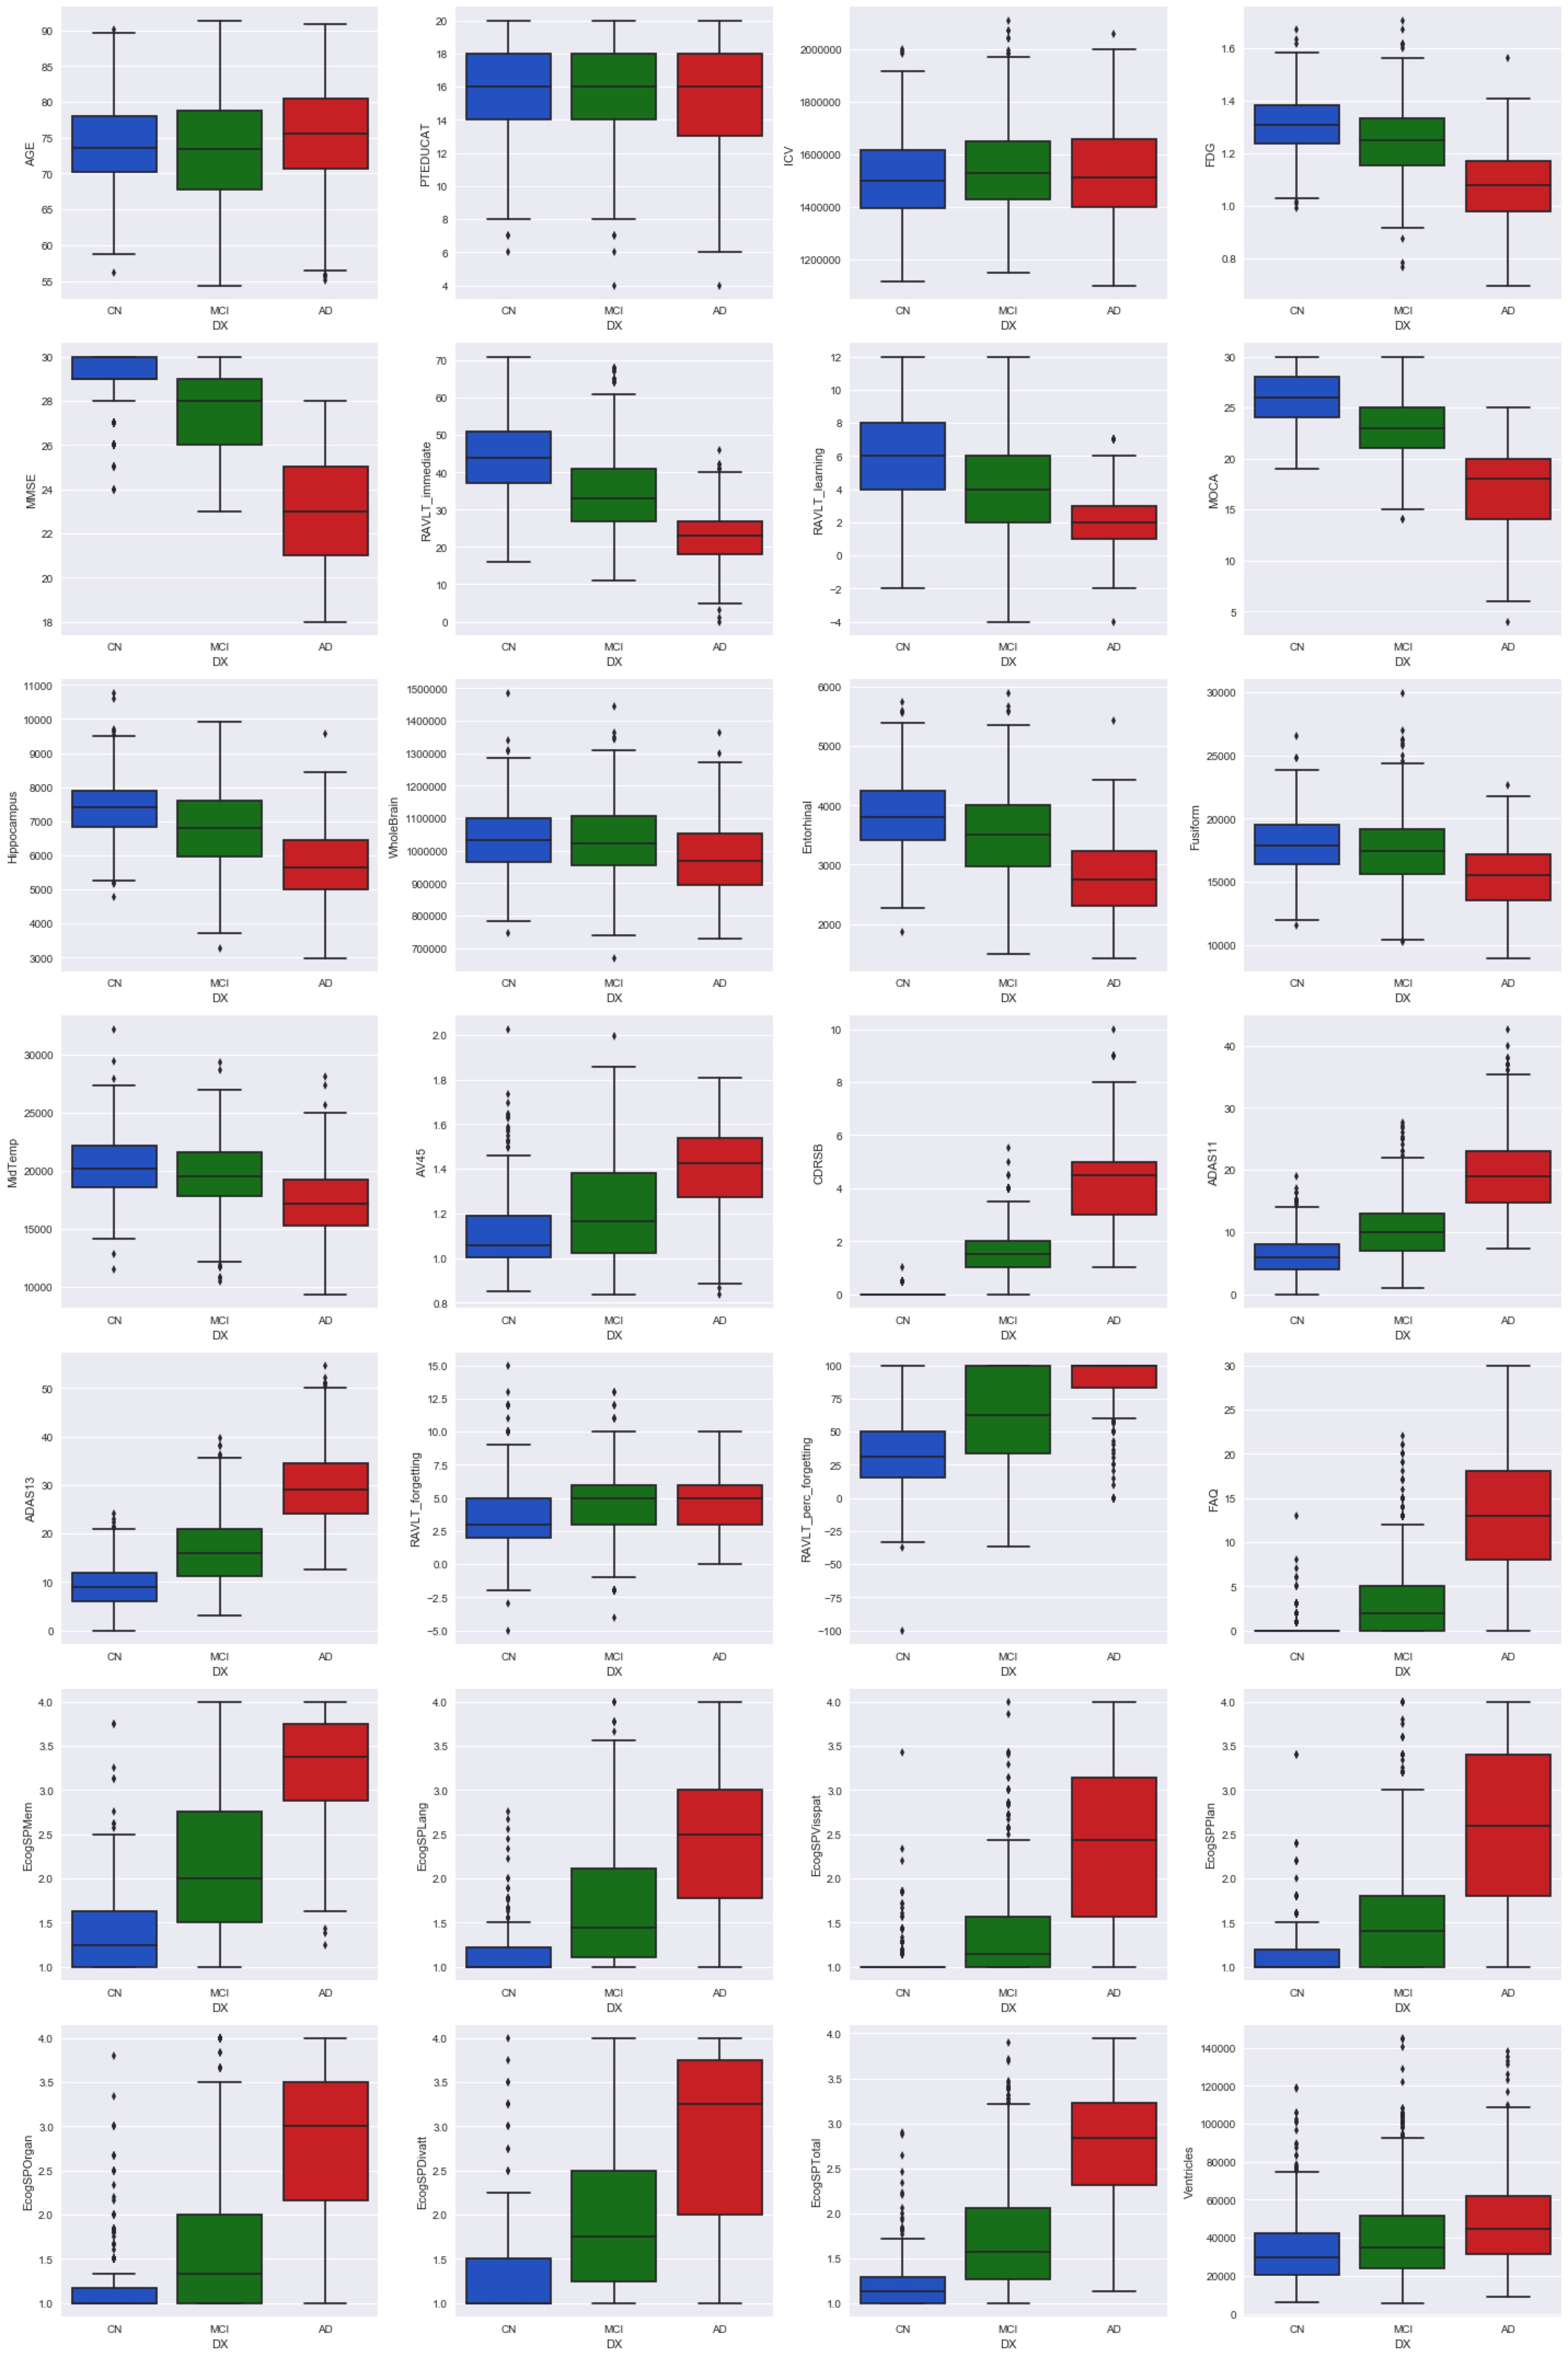 AGE
90
85
80
75
70
65
60
55
CN MCI AD
DX
PTEDUCAT
20
18
16
14
12
10
8
6
4
CN MCI AD
DX
ICV
2000000
1800000
1600000
1400000
1200000
CN MCI AD
DX
FDG
1.6
1.4
1.2
1.0
0.8
CN MCI AD
DX
MMSE
30
28
26
24
22
20
18
CN MCI AD
DX
RAVLT_immediate
70
60
50
40
30
20
10
0
CN MCI AD
DX
RAVLT_learning
12
10
8
6
4
2
0
−2
−4
CN MCI AD
DX
MOCA
30
25
20
15
10
5
CN MCI AD
DX
Hippocampus
11000
10000
9000
8000
7000
6000
5000
4000
3000
CN MCI AD
DX
WholeBrain
1500000
1400000
1300000
1200000
1100000
1000000
900000
800000
700000
CN MCI AD
DX
Entorhinal
6000
5000
4000
3000
2000
CN MCI AD
DX
Fusiform
30000
25000
20000
15000
10000
CN MCI AD
DX
MidTemp
30000
25000
20000
15000
10000
CN MCI AD
DX
AV45
2.0
1.8
1.6
1.4
1.2
1.0
0.8
CN MCI AD
DX
CDRSB
10
8
6
4
2
0
CN MCI AD
DX
ADAS11
40
30
20
10
0
CN MCI AD
DX
ADAS13
50
40
30
20
10
0
CN MCI AD
DX
RAVLT_forgetting
15.0
12.5
10.0
7.5
5.0
2.5
0.0
−2.5
−5.0
CN MCI AD
DX
RAVLT_perc_forgetting
100
75
50
25
0
−25
−50
−75
−100
CN MCI AD
DX
FAQ
30
25
20
15
10
5
0
CN MCI AD
DX
EcogSPMem
4.0
3.5
3.0
2.5
2.0
1.5
1.0
CN MCI AD
DX
EcogSPLang
4.0
3.5
3.0
2.5
2.0
1.5
1.0
CN MCI AD
DX
EcogSPVisspat
4.0
3.5
3.0
2.5
2.0
1.5
1.0
CN MCI AD
DX
EcogSPPlan
4.0
3.5
3.0
2.5
2.0
1.5
1.0
CN MCI AD
DX
EcogSPOrgan
4.0
3.5
3.0
2.5
2.0
1.5
1.0
CN MCI AD
DX
EcogSPDivatt
4.0
3.5
3.0
2.5
2.0
1.5
1.0
CN MCI AD
DX
EcogSPTotal
4.0
3.5
3.0
2.5
2.0
1.5
1.0
CN MCI AD
DX
Ventricles
140000
120000
100000
80000
60000
40000
20000
0
CN MCI AD
DX